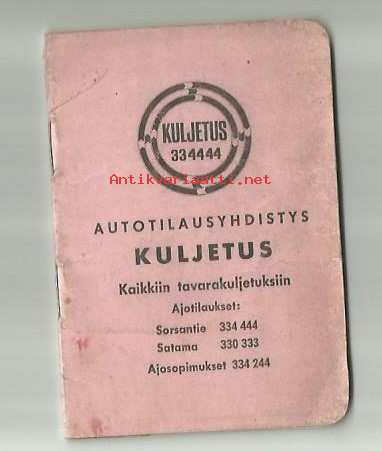 KULJETUS
334444
Antikvariaatti.net
AUTOTILAUSYHDISTYS
KULJETUS
Kaikkiin tavarakuljetuksiin
Ajotilaukset:
Sorsantie 334 444
Satama 330 333
Ajosopimukset 334 244